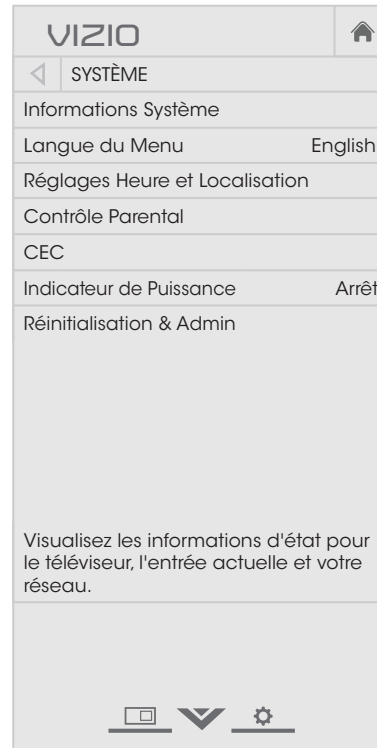 VIZIO
SYSTÈME
Informations Système
Langue du Menu English
Réglages Heure et Localisation
Contrôle Parental
CEC
Indicateur de Puissance Arrêt
Réinitialisation & Admin
Visualisez les informations d'état pour
le téléviseur, l'entrée actuelle et votre
réseau.